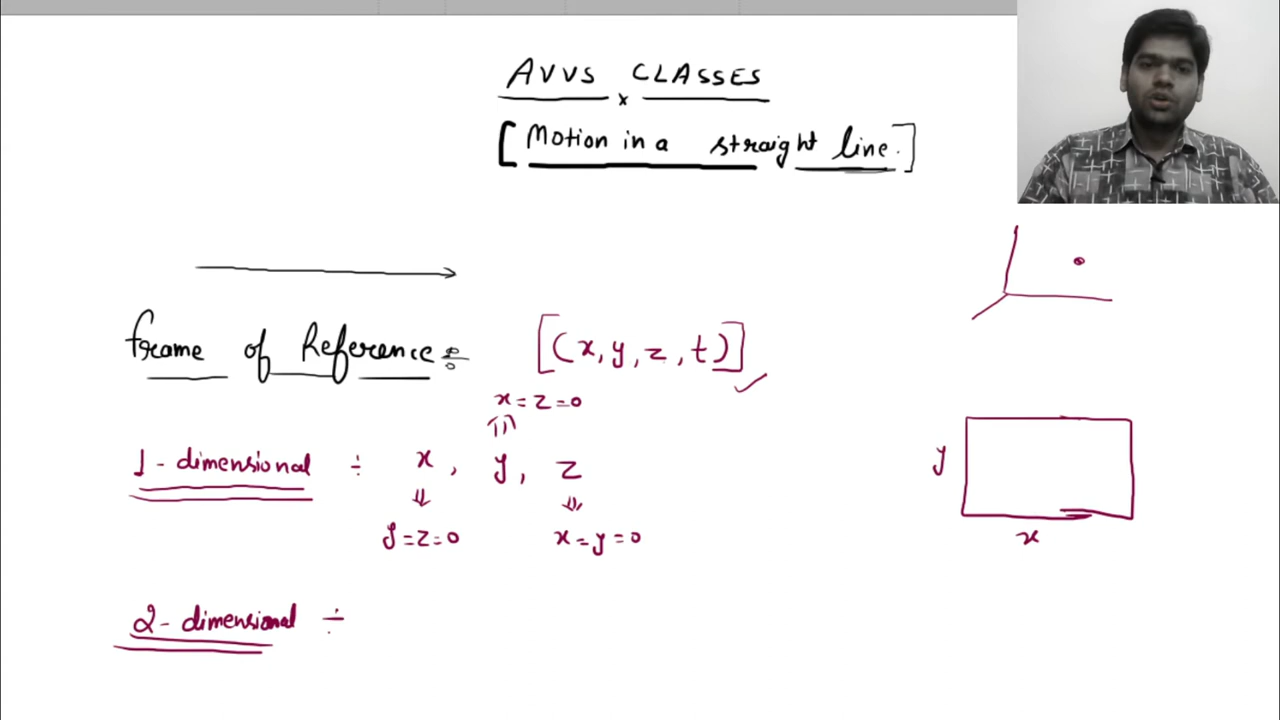 AVVS CLASSES
[Motion in a straight line.]
Frame of Reference÷ [(x, y, z, t)]
x=z=0
1-dimensional ÷ x, y, z
y=z=0 x=y=0
y
x
2-dimensional ÷